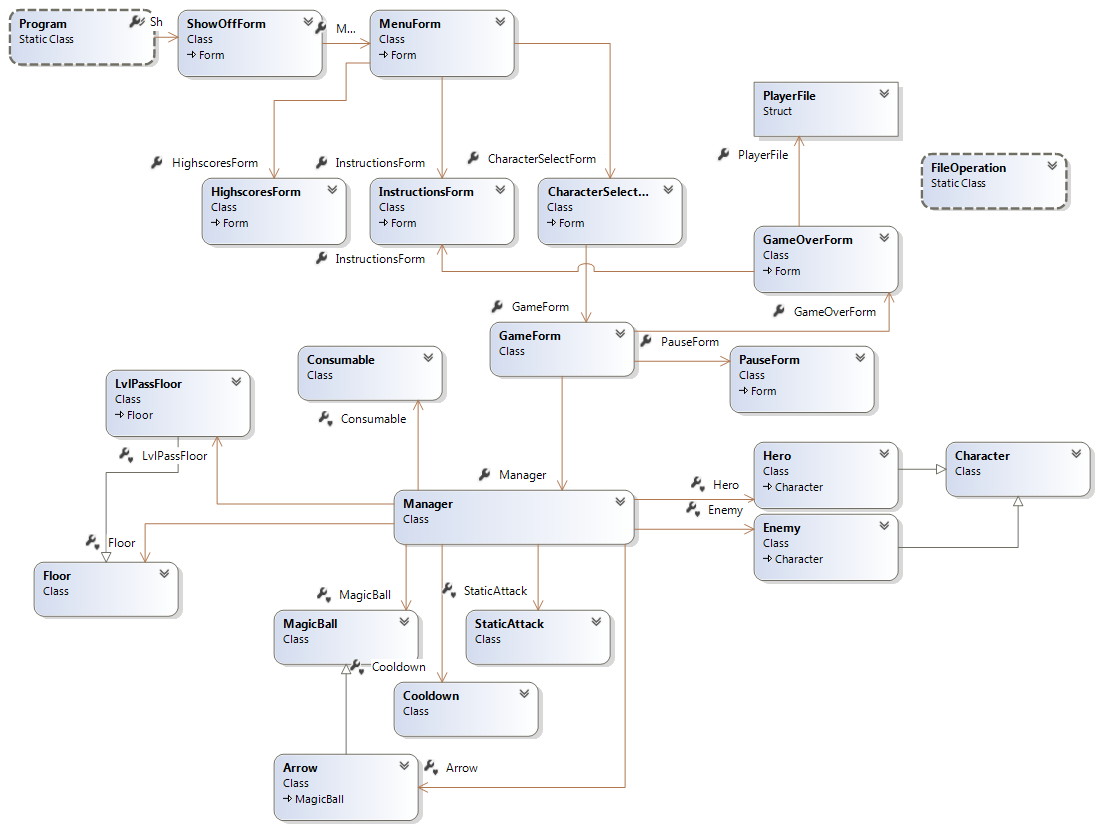 Program
Static Class
Sh
ShowOffForm
Class
Form
M...
MenuForm
Class
Form
HighscoresForm
InstructionsForm
CharacterSelectForm
HighscoresForm
Class
Form
InstructionsForm
Class
Form
CharacterSelect...
Class
Form
PlayerFile
Struct
PlayerFile
FileOperation
Static Class
GameOverForm
Class
Form
InstructionsForm
GameForm
GameOverForm
GameForm
Class
PauseForm
PauseForm
Class
Form
Consumable
Class
Consumable
LvlPassFloor
Class
Floor
LvlPassFloor
Manager
Manager
Class
Hero
Enemy
Hero
Class
Character
Character
Class
Enemy
Class
Character
Floor
Floor
Class
MagicBall
StaticAttack
MagicBall
Class
StaticAttack
Class
Cooldown
Cooldown
Class
Arrow
Class
MagicBall
Arrow